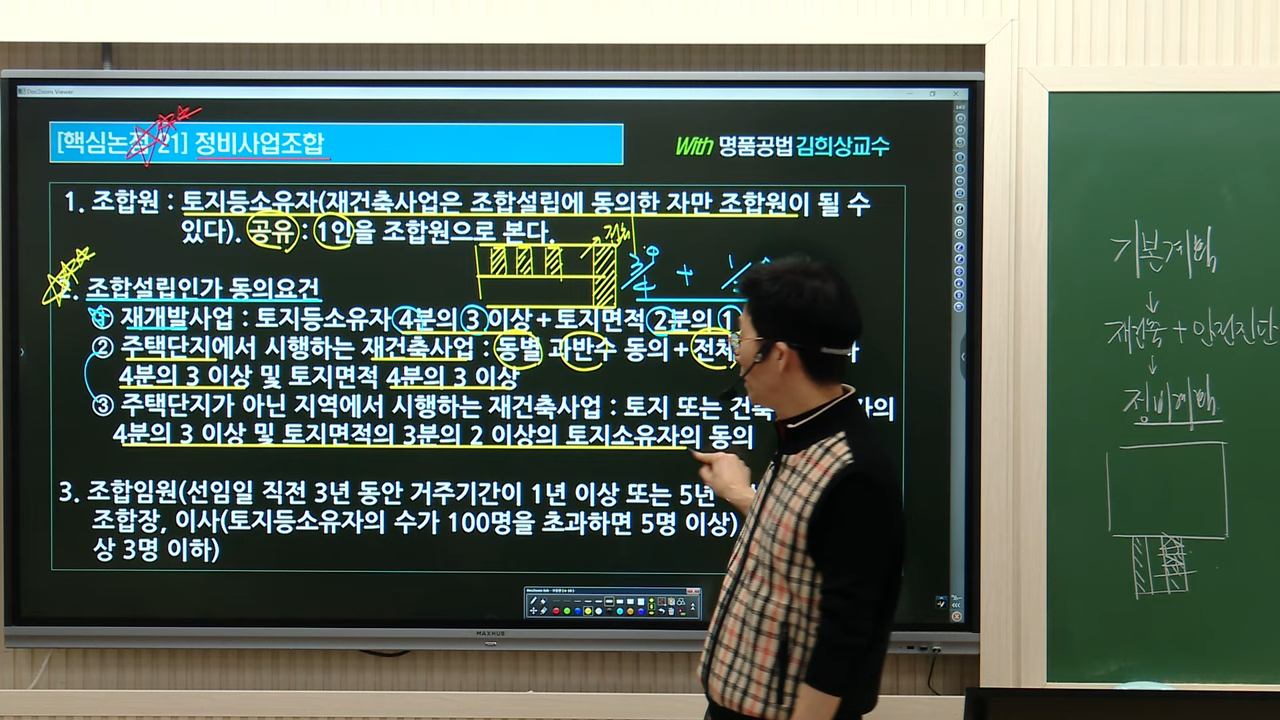 DocZoom Viewer
[핵심논점 21] 정비사업조합
With 명품공법 김희상교수
1. 조합원 : 토지등소유자(재건축사업은 조합설립에 동의한 자만 조합원이 될 수
있다). 공유 : 1인을 조합원으로 본다.
3/4 +
2. 조합설립인가 동의요건
① 재개발사업 : 토지등소유자 4분의 3 이상 + 토지면적 2분의 1
② 주택단지에서 시행하는 재건축사업 : 동별 과반수 동의 + 전체
4분의 3 이상 및 토지면적 4분의 3 이상
③ 주택단지가 아닌 지역에서 시행하는 재건축사업 : 토지 또는 건축
의
4분의 3 이상 및 토지면적의 3분의 2 이상의 토지소유자의 동의
3. 조합임원(선임일 직전 3년 동안 거주기간이 1년 이상 또는 5년
조합장, 이사(토지등소유자의 수가 100명을 초과하면 5명 이상)
상 3명 이하)
MAXHUB
기본계획
↓
재건축 + 안전진단
↓
정비계획